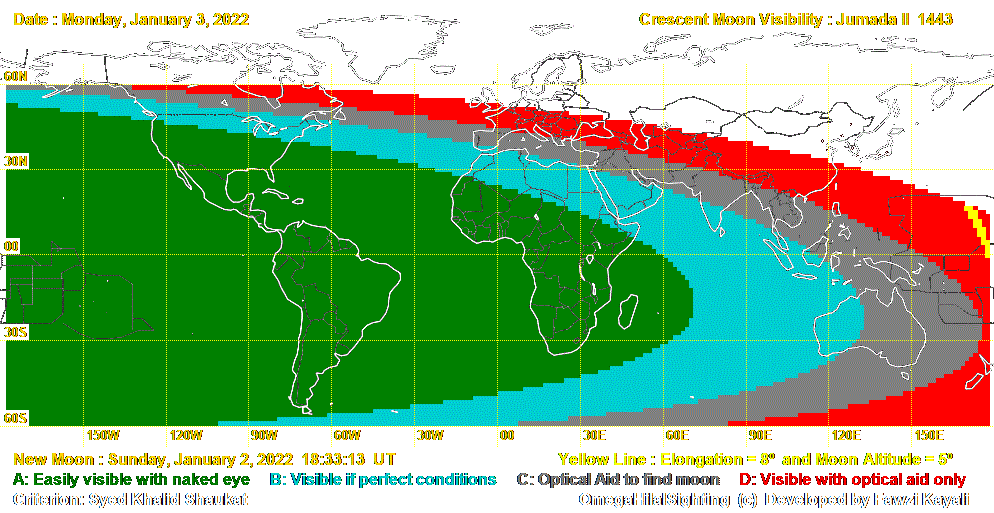 Date : Monday, January 3, 2022 Crescent Moon Visibility : Jumada II 1443
60N
30N
00
30S
60S
150W 120W 90W 60W 30W 00 30E 60E 90E 120E 150E
New Moon : Sunday, January 2, 2022 18:33:13 UT Yellow Line : Elongation = 8° and Moon Altitude = 5°
A: Easily visible with naked eye B: Visible if perfect conditions C: Optical Aid to find moon D: Visible with optical aid only
Criterion: Syed Khalid Shaukat OmegaHilalSighting (c) Developed by Fawzi Kayali